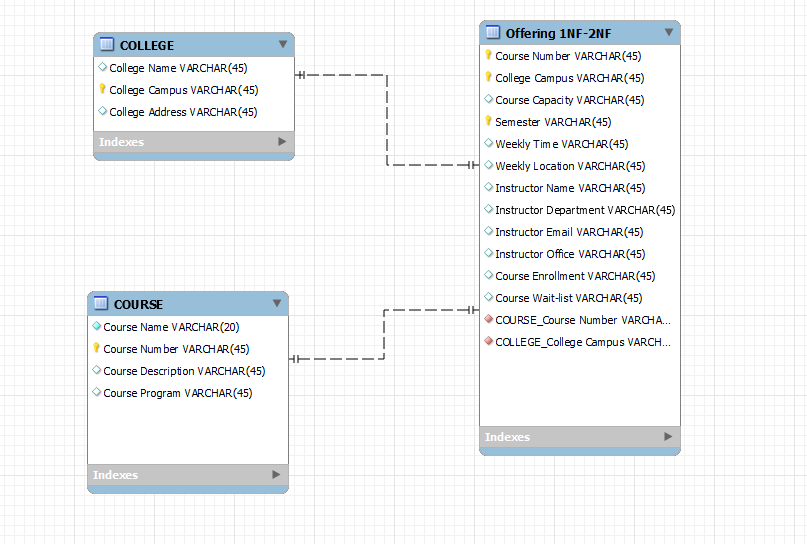 COLLEGE
College Name VARCHAR(45)
College Campus VARCHAR(45)
College Address VARCHAR(45)
Indexes
Offering 1NF-2NF
Course Number VARCHAR(45)
College Campus VARCHAR(45)
Course Capacity VARCHAR(45)
Semester VARCHAR(45)
Weekly Time VARCHAR(45)
Weekly Location VARCHAR(45)
Instructor Name VARCHAR(45)
Instructor Department VARCHAR(45)
Instructor Email VARCHAR(45)
Instructor Office VARCHAR(45)
Course Enrollment VARCHAR(45)
Course Wait-list VARCHAR(45)
COURSE_Course Number VARCHA...
COLLEGE_College Campus VARCH...
Indexes
COURSE
Course Name VARCHAR(20)
Course Number VARCHAR(45)
Course Description VARCHAR(45)
Course Program VARCHAR(45)
Indexes